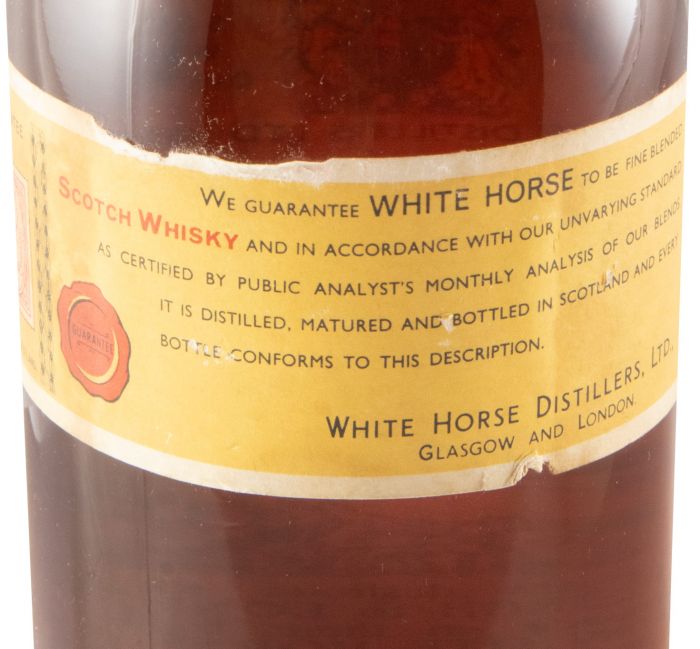 WE GUARANTEE WHITE HORSE TO BE FINE BLENDED
SCOTCH WHISKY AND IN ACCORDANCE WITH OUR UNVARYING STANDARD
AS CERTIFIED BY PUBLIC ANALYST'S MONTHLY ANALYSIS OF OUR BLENDS.
IT IS DISTILLED, MATURED AND BOTTLED IN SCOTLAND AND EVERY
BOTTLE CONFORMS TO THIS DESCRIPTION.
GUARANTEE
WHITE HORSE DISTILLERS, LTD.,
GLASGOW AND LONDON.